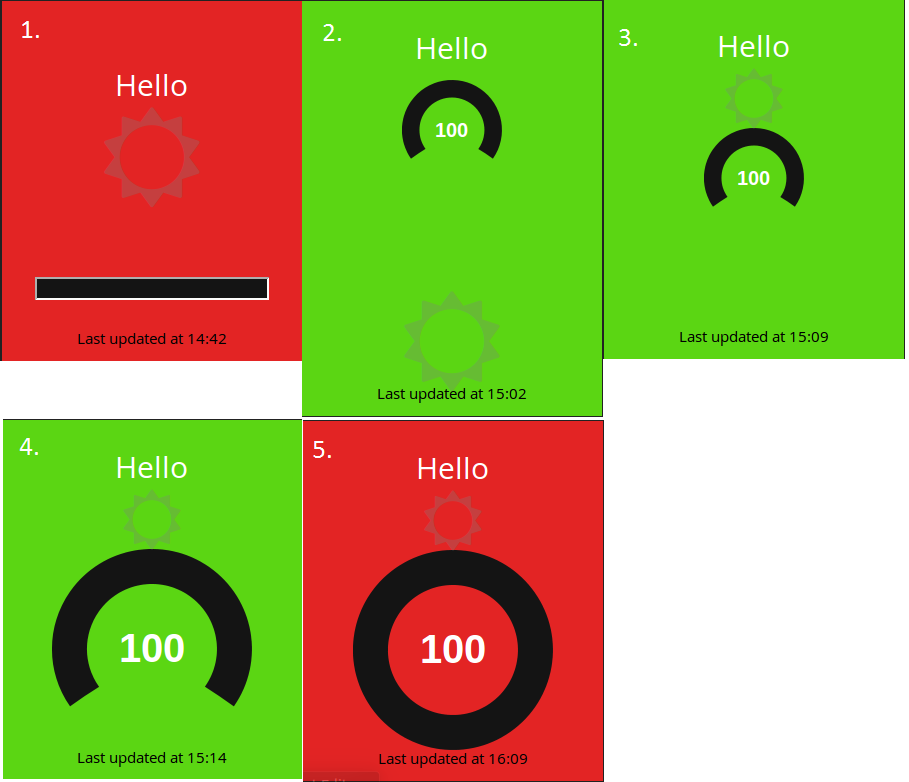 1.
Hello
Last updated at 14:42
2.
Hello
100
Last updated at 15:02
3.
Hello
100
Last updated at 15:09
4.
Hello
100
Last updated at 15:14
5.
Hello
100
Last updated at 16:09